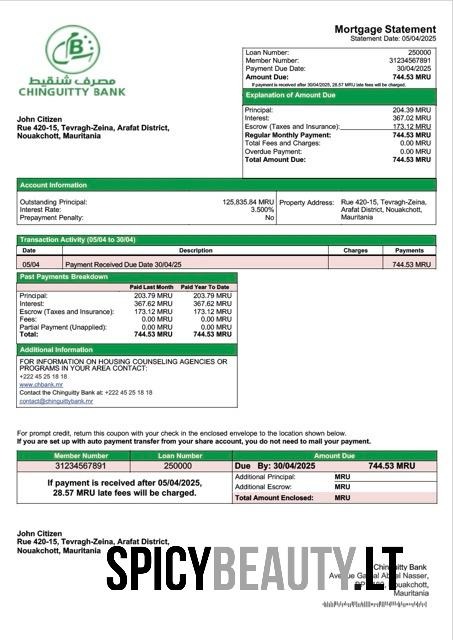 Mortgage Statement
Statement Date: 05/04/2025
مصرف شنقيط
CHINGUITTY BANK
Loan Number: 250000
Member Number: 31234567891
Payment Due Date: 30/04/2025
Amount Due: 744.53 MRU
If payment is received after 30/04/2025, 28.57 MRU late fees will be charged.
Explanation of Amount Due
Principal: 204.39 MRU
Interest: 367.02 MRU
Escrow (Taxes and Insurance): 173.12 MRU
Regular Monthly Payment: 744.53 MRU
Total Fees and Charges: 0.00 MRU
Overdue Payment: 0.00 MRU
Total Amount Due: 744.53 MRU
John Citizen
Rue 420-15, Tevragh-Zeina, Arafat District,
Nouakchott, Mauritania
Account Information
Outstanding Principal: 125,835.84 MRU
Interest Rate: 3.500%
Prepayment Penalty: No
Property Address: Rue 420-15, Tevragh-Zeina,
Arafat District, Nouakchott,
Mauritania
Transaction Activity (05/04 to 30/04)
Date Description Charges Payments
05/04 Payment Received Due Date 30/04/25 744.53 MRU
Past Payments Breakdown
Paid Last Month Paid Year To Date
Principal: 203.79 MRU 203.79 MRU
Interest: 367.62 MRU 367.62 MRU
Escrow (Taxes and Insurance): 173.12 MRU 173.12 MRU
Fees: 0.00 MRU 0.00 MRU
Partial Payment (Unapplied): 0.00 MRU 0.00 MRU
Total: 744.53 MRU 744.53 MRU
Additional Information
FOR INFORMATION ON HOUSING COUNSELING AGENCIES OR
PROGRAMS IN YOUR AREA CONTACT:
+222 45 25 18 18
www.chbank.mr
Contact the Chinguitty Bank at: +222 45 25 18 18
contact@chinguittybank.mr
For prompt credit, return this coupon with your check in the enclosed envelope to the location shown below.
If you are set up with auto payment transfer from your share account, you do not need to mail your payment.
Member Number Loan Number Amount Due
31234567891 250000 Due By: 30/04/2025 744.53 MRU
If payment is received after 05/04/2025,
28.57 MRU late fees will be charged.
Additional Principal: MRU
Additional Escrow: MRU
Total Amount Enclosed: MRU
John Citizen
Rue 420-15, Tevragh-Zeina, Arafat District,
Nouakchott, Mauritania
SPICYBEAUTY.LT
Chinguitty Bank
Avenue Gamal Abdel Nasser,
Nouakchott,
Mauritania